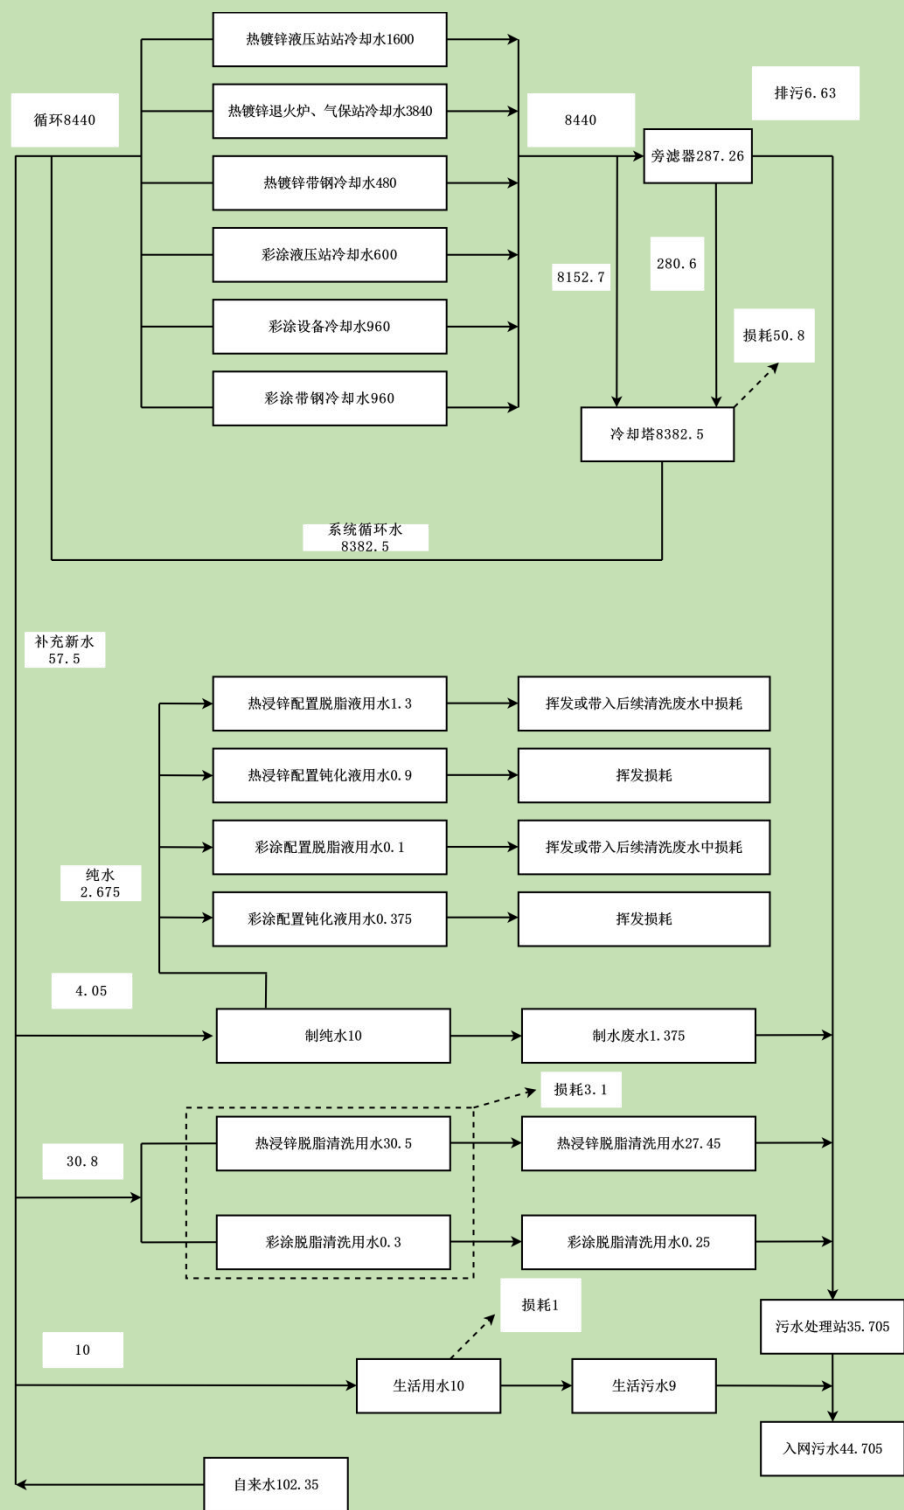 热镀锌液压站站冷却水1600
热镀锌退火炉、气保站冷却水3840
热镀锌带钢冷却水480
彩涂液压站冷却水600
彩涂设备冷却水960
彩涂带钢冷却水960
循环8440
8440
排污6.63
旁滤器287.26
8152.7
280.6
损耗50.8
冷却塔8382.5
系统循环水
8382.5
补充新水
57.5
热浸锌配置脱脂液用水1.3
挥发或带入后续清洗废水中损耗
热浸锌配置钝化液用水0.9
挥发损耗
彩涂配置脱脂液用水0.1
挥发或带入后续清洗废水中损耗
纯水
2.675
彩涂配置钝化液用水0.375
挥发损耗
4.05
制纯水10
制水废水1.375
损耗3.1
30.8
热浸锌脱脂清洗用水30.5
热浸锌脱脂清洗用水27.45
彩涂脱脂清洗用水0.3
彩涂脱脂清洗用水0.25
损耗1
污水处理站35.705
10
生活用水10
生活污水9
入网污水44.705
自来水102.35